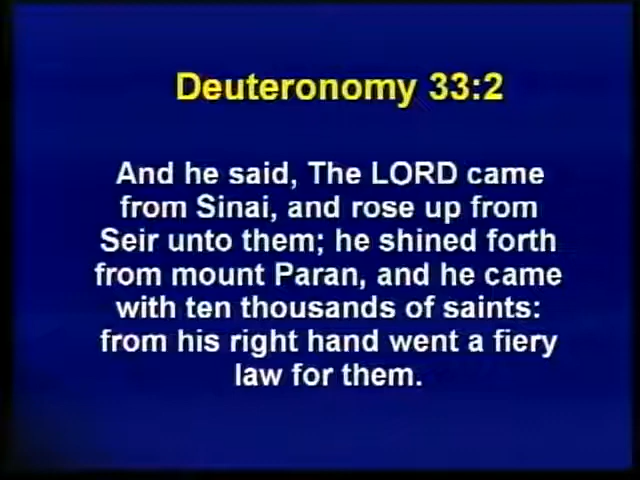 Deuteronomy 33:2
And he said, The LORD came
from Sinai, and rose up from
Seir unto them; he shined forth
from mount Paran, and he came
with ten thousands of saints:
from his right hand went a fiery
law for them.